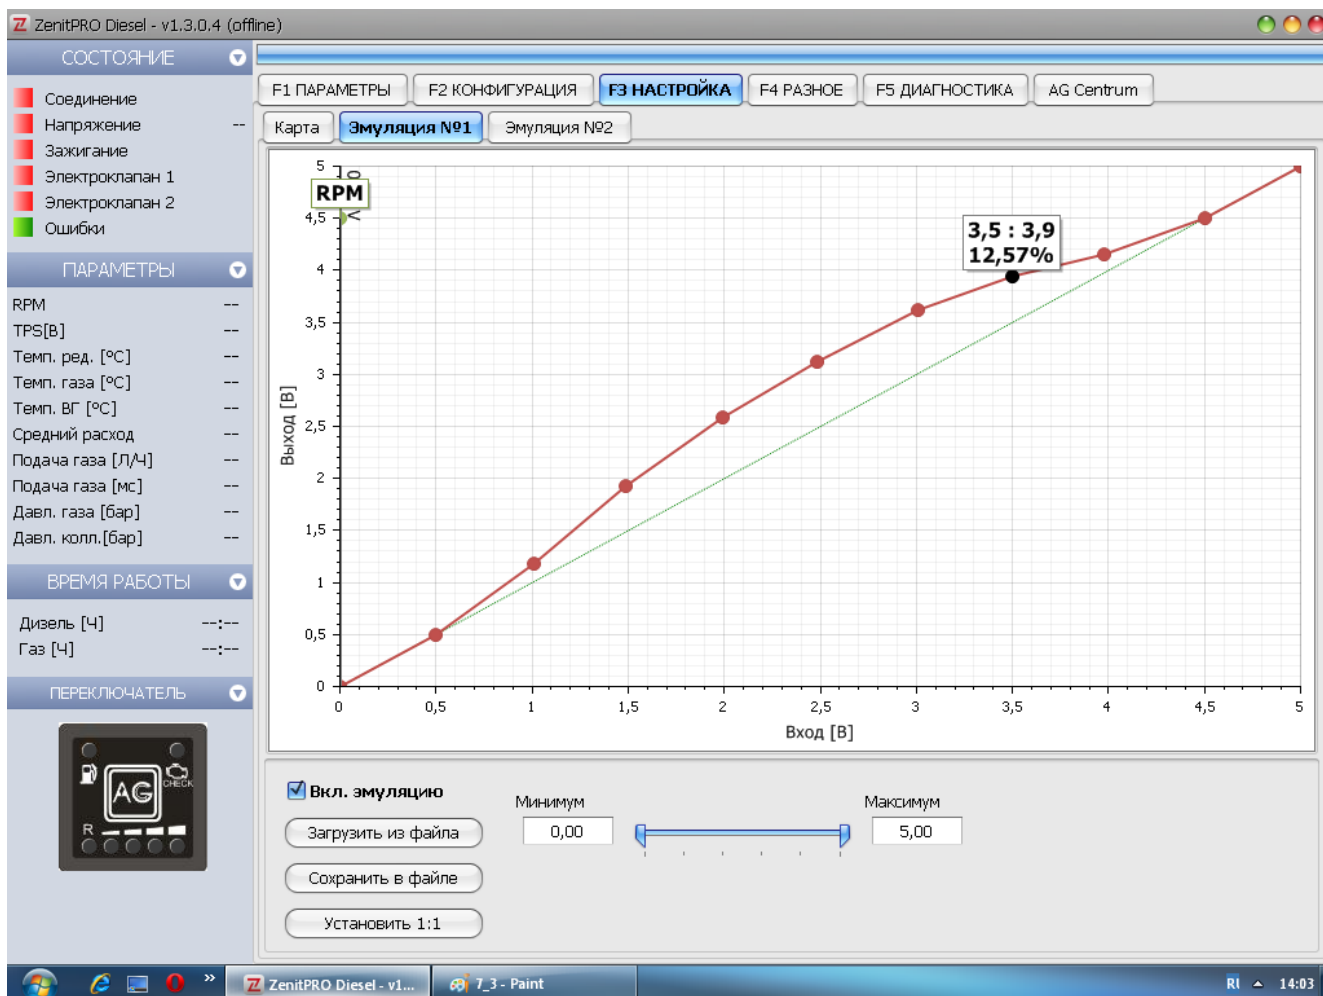 ZenitPRO Diesel - v1.3.0.4 (offline)
СОСТОЯНИЕ
Соединение
Напряжение --
Зажигание
Электроклапан 1
Электроклапан 2
Ошибки
ПАРАМЕТРЫ
RPM --
TPS[В] --
Темп. ред. [°C] --
Темп. газа [°C] --
Темп. ВГ [°C] --
Средний расход --
Подача газа [Л/Ч] --
Подача газа [мс] --
Давл. газа [бар] --
Давл. колл.[бар] --
ВРЕМЯ РАБОТЫ
Дизель [Ч] --:--
Газ [Ч] --:--
ПЕРЕКЛЮЧАТЕЛЬ
AG
CHECK
R
F1 ПАРАМЕТРЫ F2 КОНФИГУРАЦИЯ F3 НАСТРОЙКА F4 РАЗНОЕ F5 ДИАГНОСТИКА AG Centrum
Карта Эмуляция №1 Эмуляция №2
5
RPM
4,5
3,5 : 3,9
12,57%
4
3,5
3
Выход [В]
2,5
2
1,5
1
0,5
0
0 0,5 1 1,5 2 2,5 3 3,5 4 4,5 5
Вход [В]
Вкл. эмуляцию
Минимум Максимум
Загрузить из файла 0,00 5,00
Сохранить в файле
Установить 1:1
ZenitPRO Diesel - v1... 7_3 - Paint 14:03